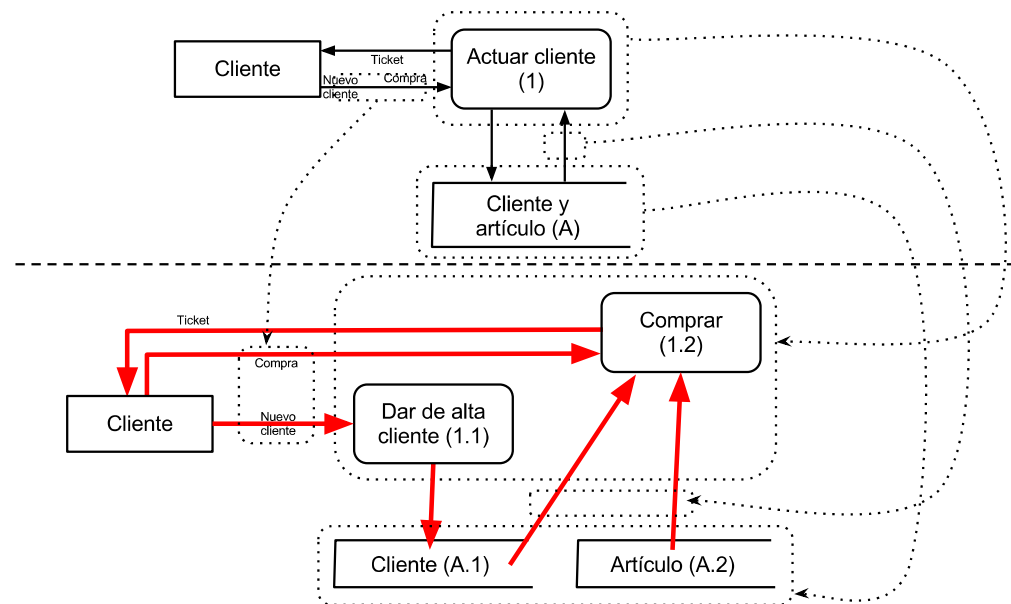 Cliente
Ticket
Nuevo
cliente
Compra
Actuar cliente
(1)
Cliente y
artículo (A)
Ticket
Compra
Comprar
(1.2)
Cliente
Nuevo
cliente
Dar de alta
cliente (1.1)
Cliente (A.1)
Artículo (A.2)